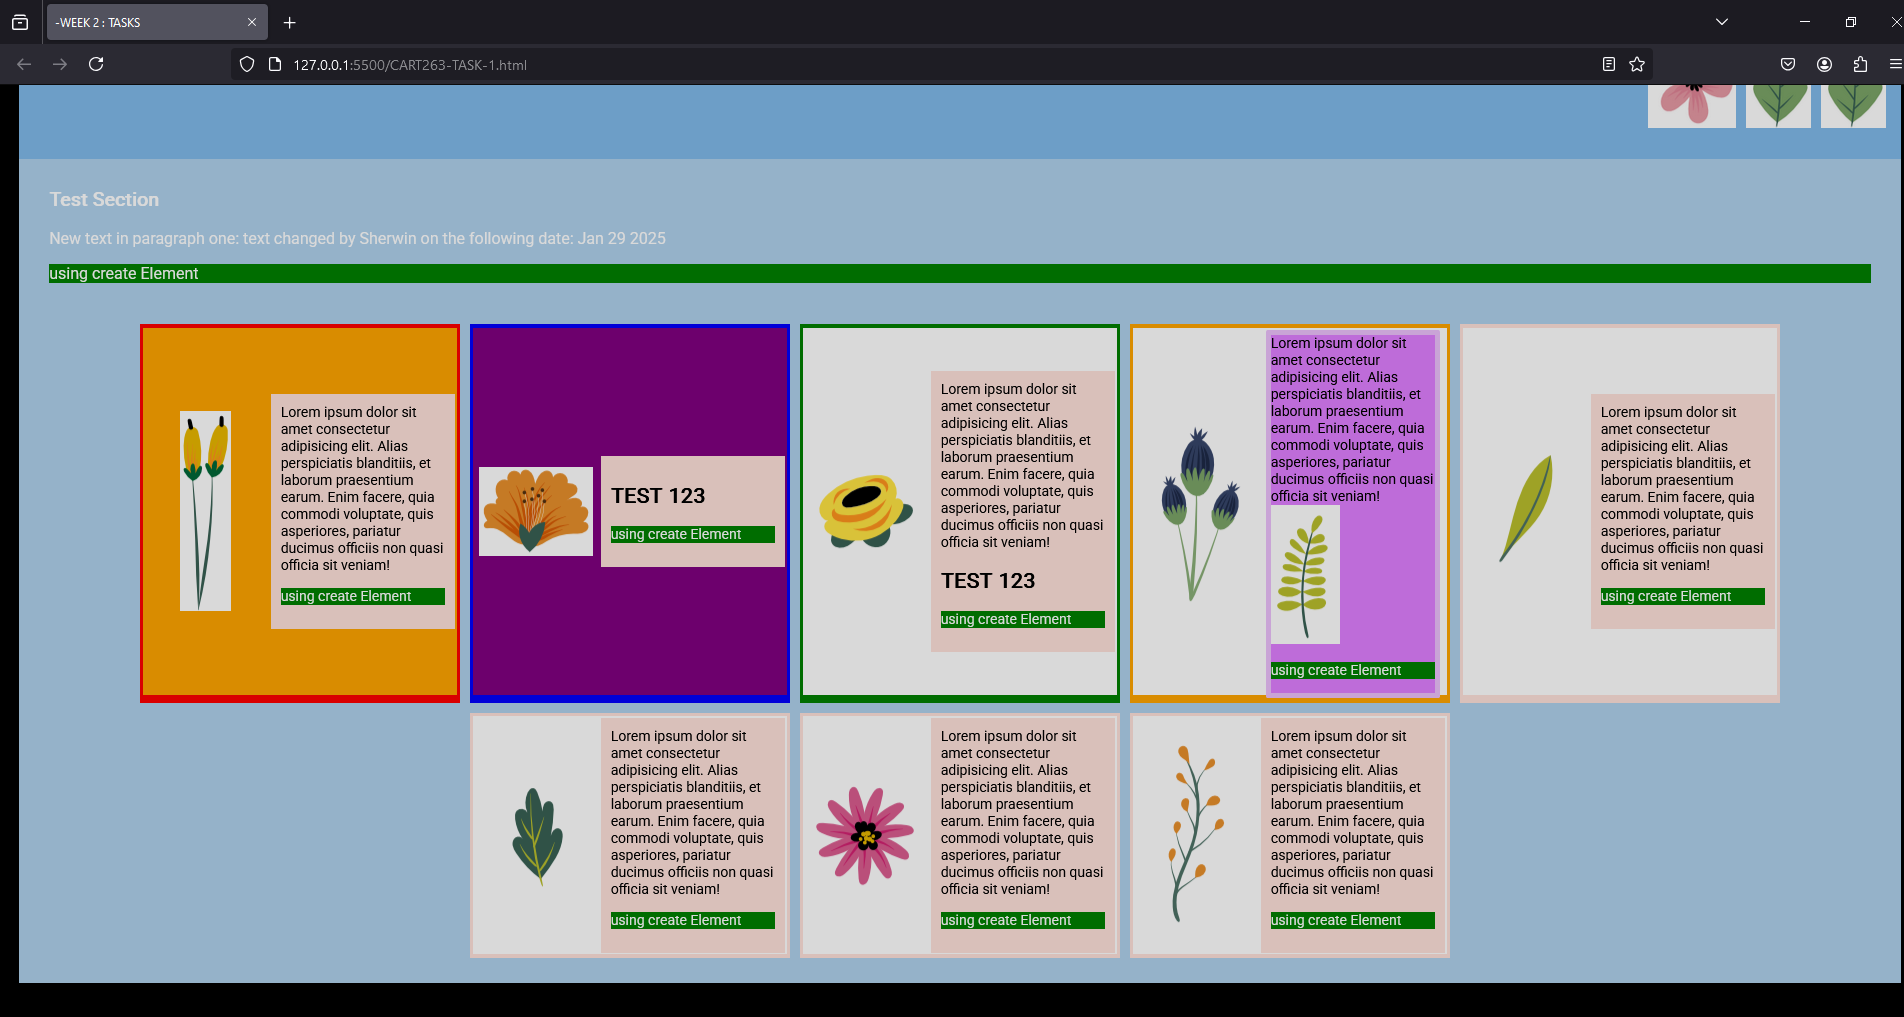 -WEEK 2 : TASKS
127.0.0.1:5500/CART263-TASK-1.html
Test Section
New text in paragraph one: text changed by Sherwin on the following date: Jan 29 2025
using create Element
Lorem ipsum dolor sit
amet consectetur
adipisicing elit. Alias
perspiciatis blanditiis, et
laborum praesentium
earum. Enim facere, quia
commodi voluptate, quis
asperiores, pariatur
ducimus officiis non quasi
officia sit veniam!
using create Element
TEST 123
using create Element
Lorem ipsum dolor sit
amet consectetur
adipisicing elit. Alias
perspiciatis blanditiis, et
laborum praesentium
earum. Enim facere, quia
commodi voluptate, quis
asperiores, pariatur
ducimus officiis non quasi
officia sit veniam!
TEST 123
using create Element
Lorem ipsum dolor sit
amet consectetur
adipisicing elit. Alias
perspiciatis blanditiis, et
laborum praesentium
earum. Enim facere, quia
commodi voluptate, quis
asperiores, pariatur
ducimus officiis non quasi
officia sit veniam!
using create Element
Lorem ipsum dolor sit
amet consectetur
adipisicing elit. Alias
perspiciatis blanditiis, et
laborum praesentium
earum. Enim facere, quia
commodi voluptate, quis
asperiores, pariatur
ducimus officiis non quasi
officia sit veniam!
using create Element
Lorem ipsum dolor sit
amet consectetur
adipisicing elit. Alias
perspiciatis blanditiis, et
laborum praesentium
earum. Enim facere, quia
commodi voluptate, quis
asperiores, pariatur
ducimus officiis non quasi
officia sit veniam!
using create Element
Lorem ipsum dolor sit
amet consectetur
adipisicing elit. Alias
perspiciatis blanditiis, et
laborum praesentium
earum. Enim facere, quia
commodi voluptate, quis
asperiores, pariatur
ducimus officiis non quasi
officia sit veniam!
using create Element
Lorem ipsum dolor sit
amet consectetur
adipisicing elit. Alias
perspiciatis blanditiis, et
laborum praesentium
earum. Enim facere, quia
commodi voluptate, quis
asperiores, pariatur
ducimus officiis non quasi
officia sit veniam!
using create Element